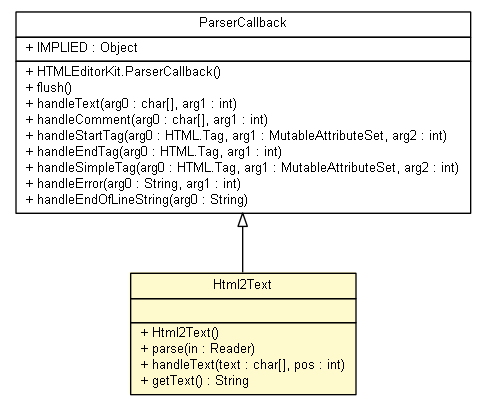 ParserCallback
+ IMPLIED : Object
+ HTMLEditorKit.ParserCallback()
+ flush()
+ handleText(arg0 : char[], arg1 : int)
+ handleComment(arg0 : char[], arg1 : int)
+ handleStartTag(arg0 : HTML.Tag, arg1 : MutableAttributeSet, arg2 : int)
+ handleEndTag(arg0 : HTML.Tag, arg1 : int)
+ handleSimpleTag(arg0 : HTML.Tag, arg1 : MutableAttributeSet, arg2 : int)
+ handleError(arg0 : String, arg1 : int)
+ handleEndOfLineString(arg0 : String)
Html2Text
+ Html2Text()
+ parse(in : Reader)
+ handleText(text : char[], pos : int)
+ getText() : String